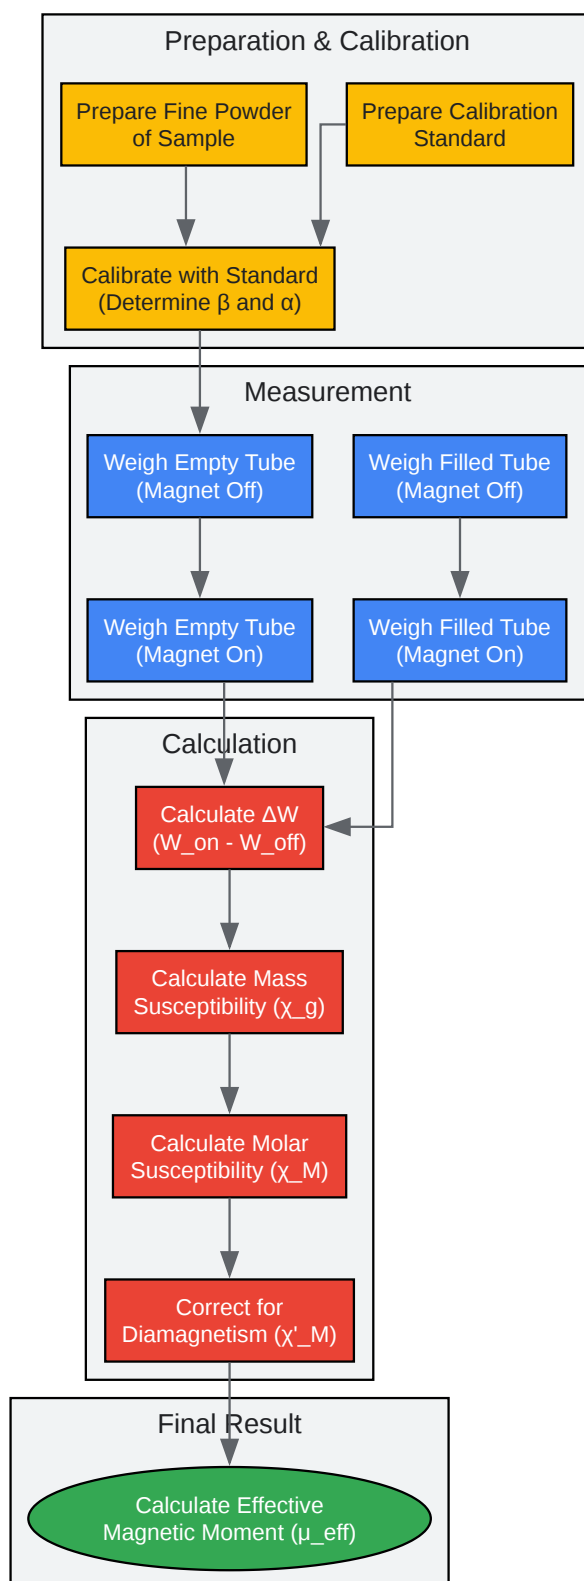 Preparation & Calibration
Prepare Fine Powder
of Sample
Prepare Calibration
Standard
Calibrate with Standard
(Determine β and α)
Measurement
Weigh Empty Tube
(Magnet Off)
Weigh Filled Tube
(Magnet Off)
Weigh Empty Tube
(Magnet On)
Weigh Filled Tube
(Magnet On)
Calculation
Calculate ΔW
(W_on - W_off)
Calculate Mass
Susceptibility (χ_g)
Calculate Molar
Susceptibility (χ_M)
Correct for
Diamagnetism (χ'_M)
Final Result
Calculate Effective
Magnetic Moment (μ_eff)